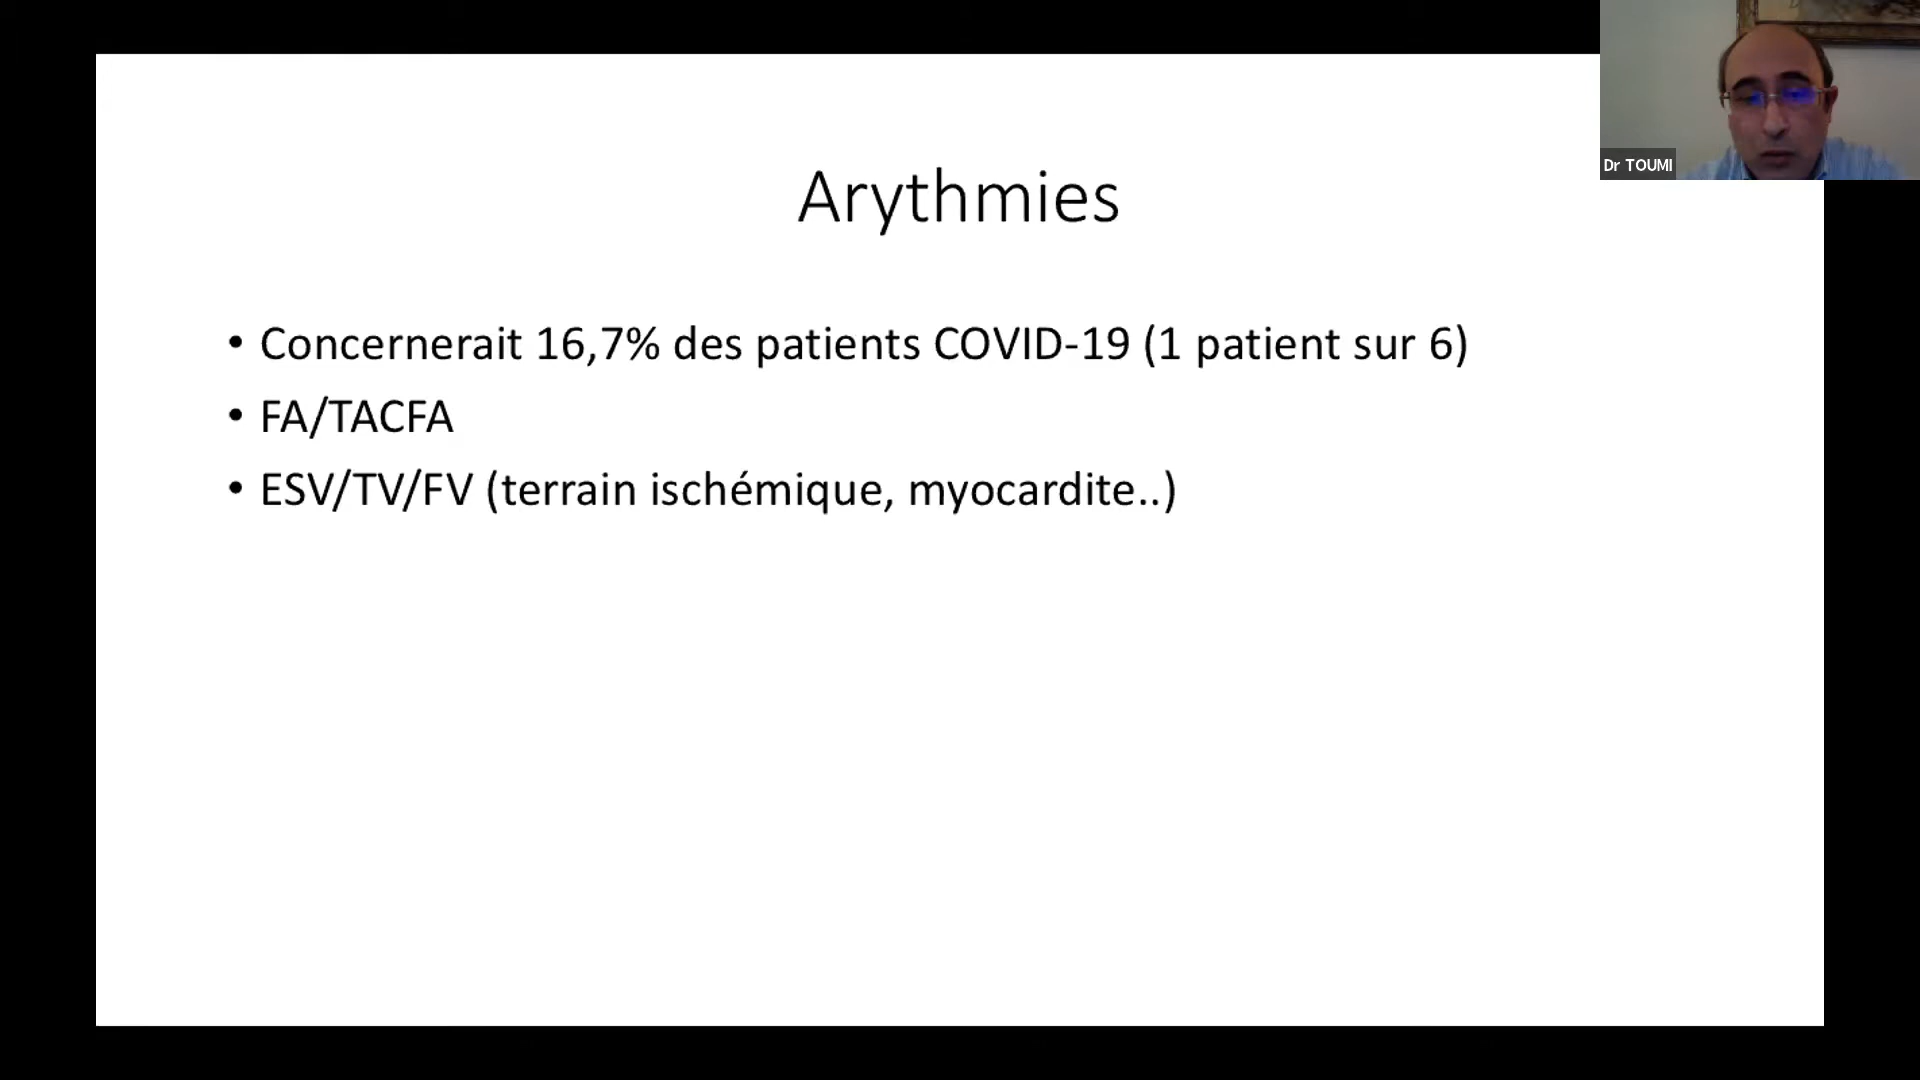 Dr TOUMI
Arythmies
• Concernerait 16,7% des patients COVID-19 (1 patient sur 6)
• FA/TACFA
• ESV/TV/FV (terrain ischémique, myocardite..)